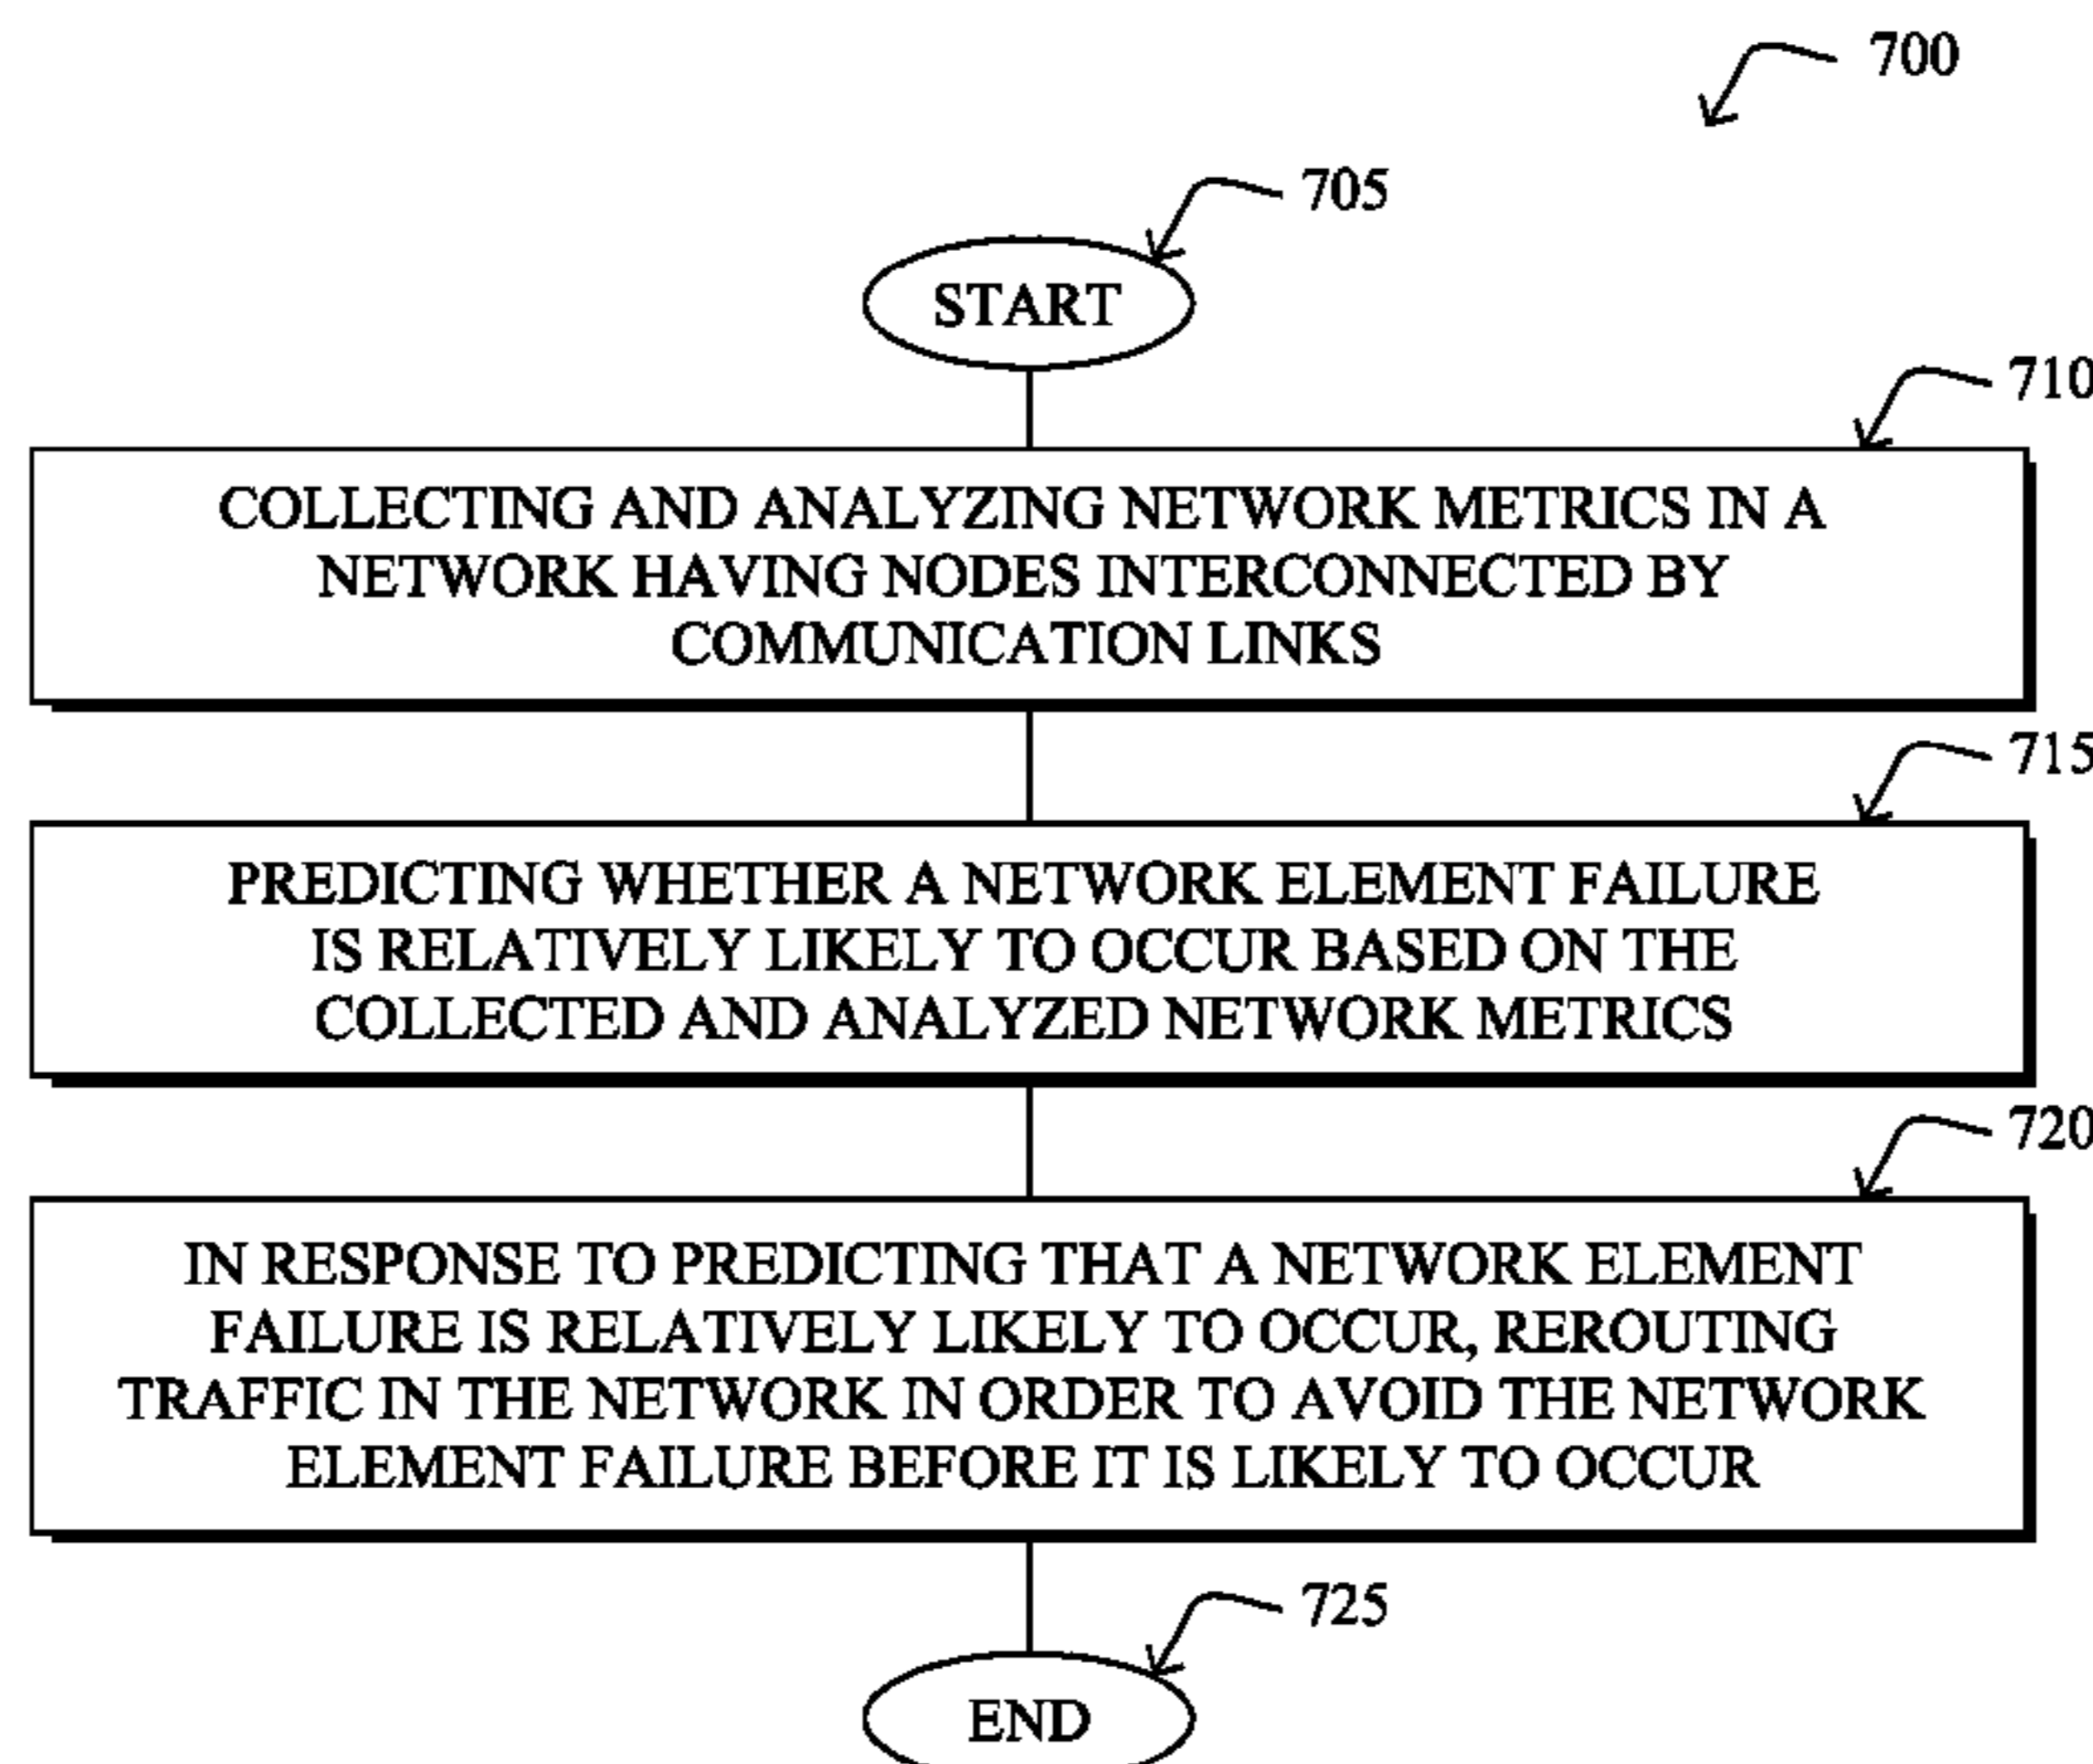 700
705
START
710
COLLECTING AND ANALYZING NETWORK METRICS IN A
NETWORK HAVING NODES INTERCONNECTED BY
COMMUNICATION LINKS
715
PREDICTING WHETHER A NETWORK ELEMENT FAILURE
IS RELATIVELY LIKELY TO OCCUR BASED ON THE
COLLECTED AND ANALYZED NETWORK METRICS
720
IN RESPONSE TO PREDICTING THAT A NETWORK ELEMENT
FAILURE IS RELATIVELY LIKELY TO OCCUR, REROUTING
TRAFFIC IN THE NETWORK IN ORDER TO AVOID THE NETWORK
ELEMENT FAILURE BEFORE IT IS LIKELY TO OCCUR
725
END